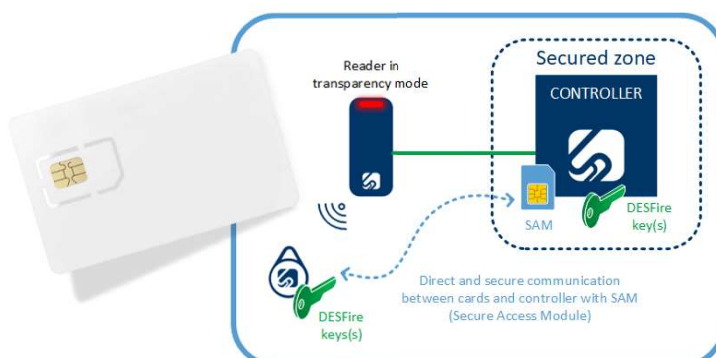 Reader in
transparency mode
Secured zone
CONTROLLER
SAM
DESFire
key(s)
DESFire
keys(s)
Direct and secure communication
between cards and controller with SAM
(Secure Access Module)